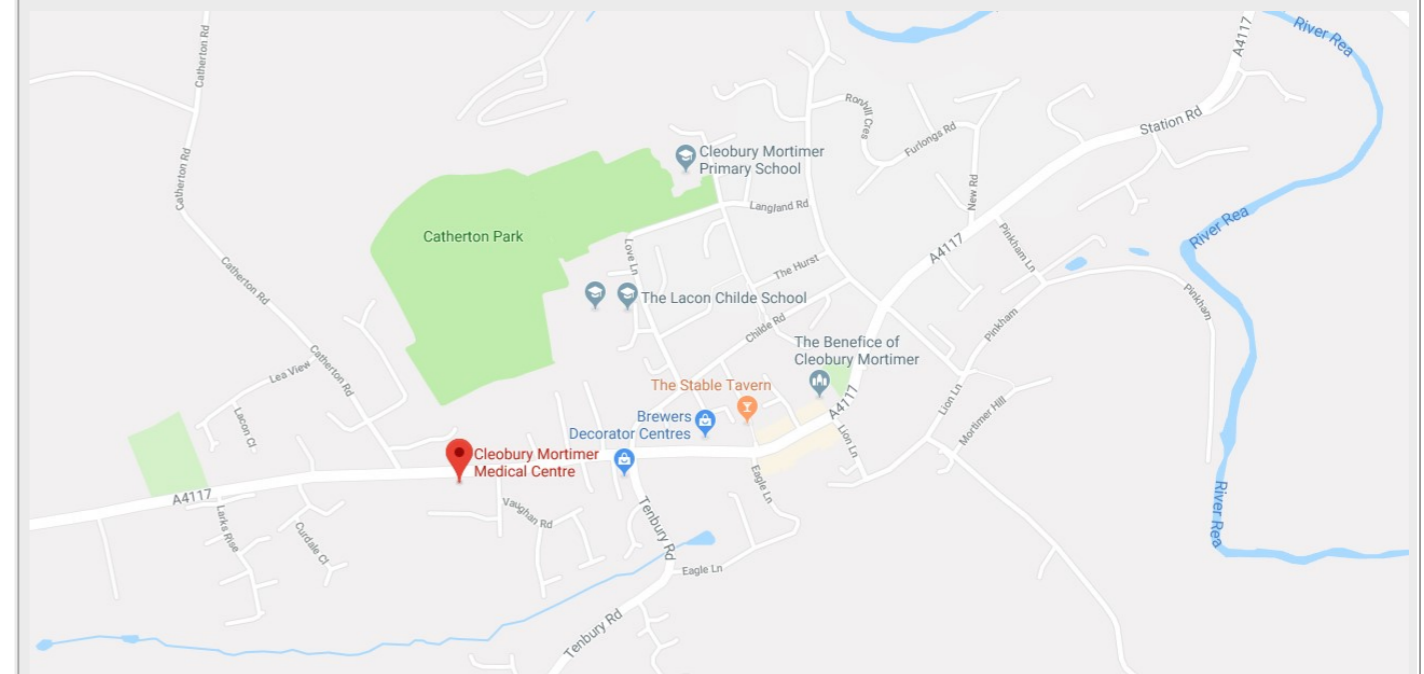 Catherton Rd
River Rea
A4117
Ronhill Cres
Station Rd
Furlongs Rd
Cleobury Mortimer
Primary School
Catherton Rd
New Rd
Langland Rd
River Rea
Catherton Park
Love Ln
A4117
Pinkham Ln
The Hurst
Catherton Rd
The Lacon Childe School
Pinkham
Childe Rd
Pinkham
The Benefice of
Cleobury Mortimer
Catherton Rd
Lea View
The Stable Tavern
A4117
Lion Ln
Mortimer Hill
Brewers
Decorator Centres
Lacon Cl
Lion Ln
Cleobury Mortimer
Medical Centre
Eagle Ln
A4117
Vaughan Rd
Larks Rise
Curdale Cl
Tenbury Rd
River Rea
Eagle Ln
Tenbury Rd